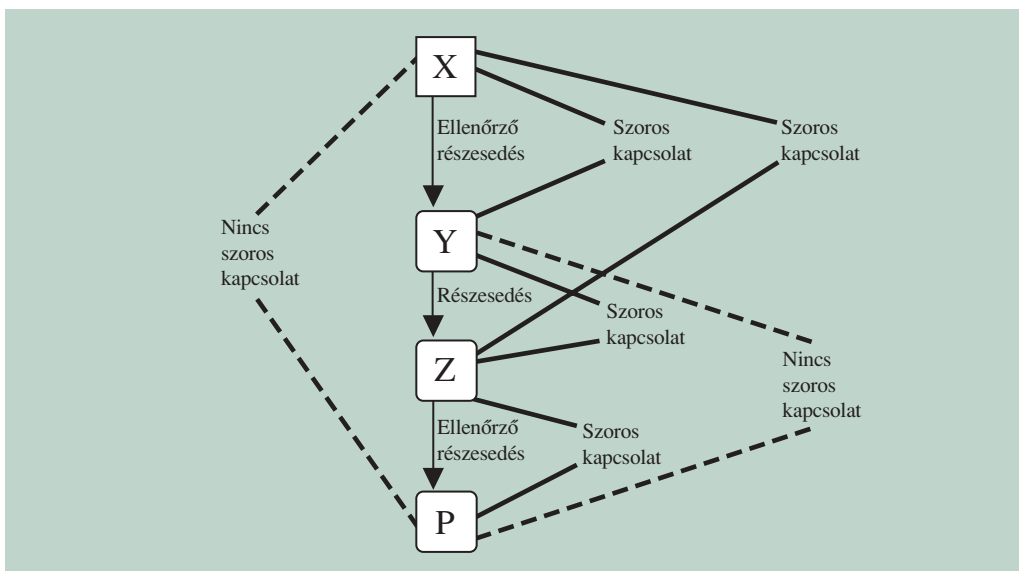 X
Ellenőrző
részesedés
Szoros
kapcsolat
Szoros
kapcsolat
Nincs
szoros
kapcsolat
Y
Részesedés
Szoros
kapcsolat
Z
Nincs
szoros
kapcsolat
Ellenőrző
részesedés
Szoros
kapcsolat
P